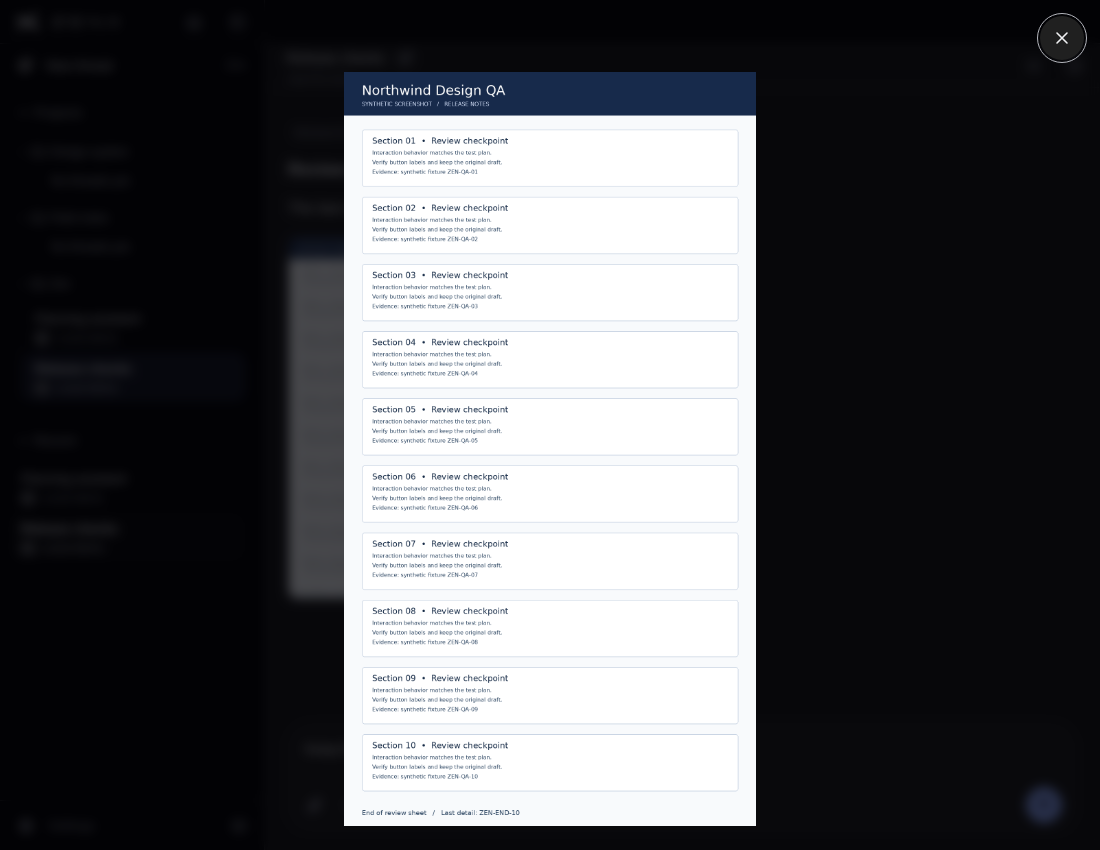 Northwind Design QA
SYNTHETIC SCREENSHOT / RELEASE NOTES
Section 01 • Review checkpoint
Interaction behavior matches the test plan.
Verify button labels and keep the original draft.
Evidence: synthetic fixture ZEN-QA-01
Section 02 • Review checkpoint
Interaction behavior matches the test plan.
Verify button labels and keep the original draft.
Evidence: synthetic fixture ZEN-QA-02
Section 03 • Review checkpoint
Interaction behavior matches the test plan.
Verify button labels and keep the original draft.
Evidence: synthetic fixture ZEN-QA-03
Section 04 • Review checkpoint
Interaction behavior matches the test plan.
Verify button labels and keep the original draft.
Evidence: synthetic fixture ZEN-QA-04
Section 05 • Review checkpoint
Interaction behavior matches the test plan.
Verify button labels and keep the original draft.
Evidence: synthetic fixture ZEN-QA-05
Section 06 • Review checkpoint
Interaction behavior matches the test plan.
Verify button labels and keep the original draft.
Evidence: synthetic fixture ZEN-QA-06
Section 07 • Review checkpoint
Interaction behavior matches the test plan.
Verify button labels and keep the original draft.
Evidence: synthetic fixture ZEN-QA-07
Section 08 • Review checkpoint
Interaction behavior matches the test plan.
Verify button labels and keep the original draft.
Evidence: synthetic fixture ZEN-QA-08
Section 09 • Review checkpoint
Interaction behavior matches the test plan.
Verify button labels and keep the original draft.
Evidence: synthetic fixture ZEN-QA-09
Section 10 • Review checkpoint
Interaction behavior matches the test plan.
Verify button labels and keep the original draft.
Evidence: synthetic fixture ZEN-QA-10
End of review sheet / Last detail: ZEN-END-10